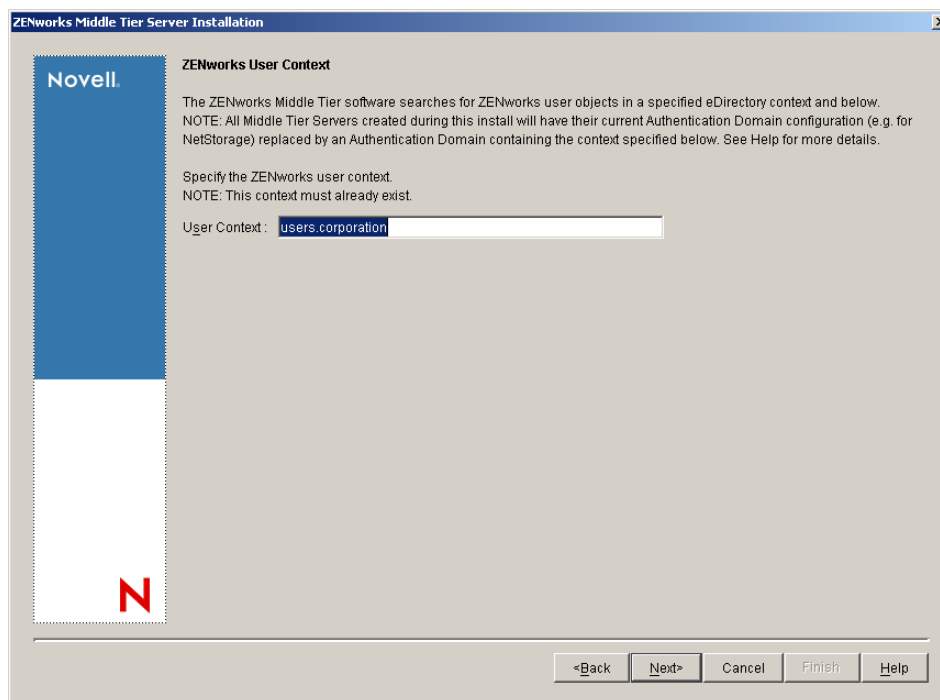 ZENworks Middle Tier Server Installation
Novell.
ZENworks User Context
The ZENworks Middle Tier software searches for ZENworks user objects in a specified eDirectory context and below.
NOTE: All Middle Tier Servers created during this install will have their current Authentication Domain configuration (e.g. for
NetStorage) replaced by an Authentication Domain containing the context specified below. See Help for more details.
Specify the ZENworks user context.
NOTE: This context must already exist.
User Context : users.corporation
N
<Back Next> Cancel Finish Help